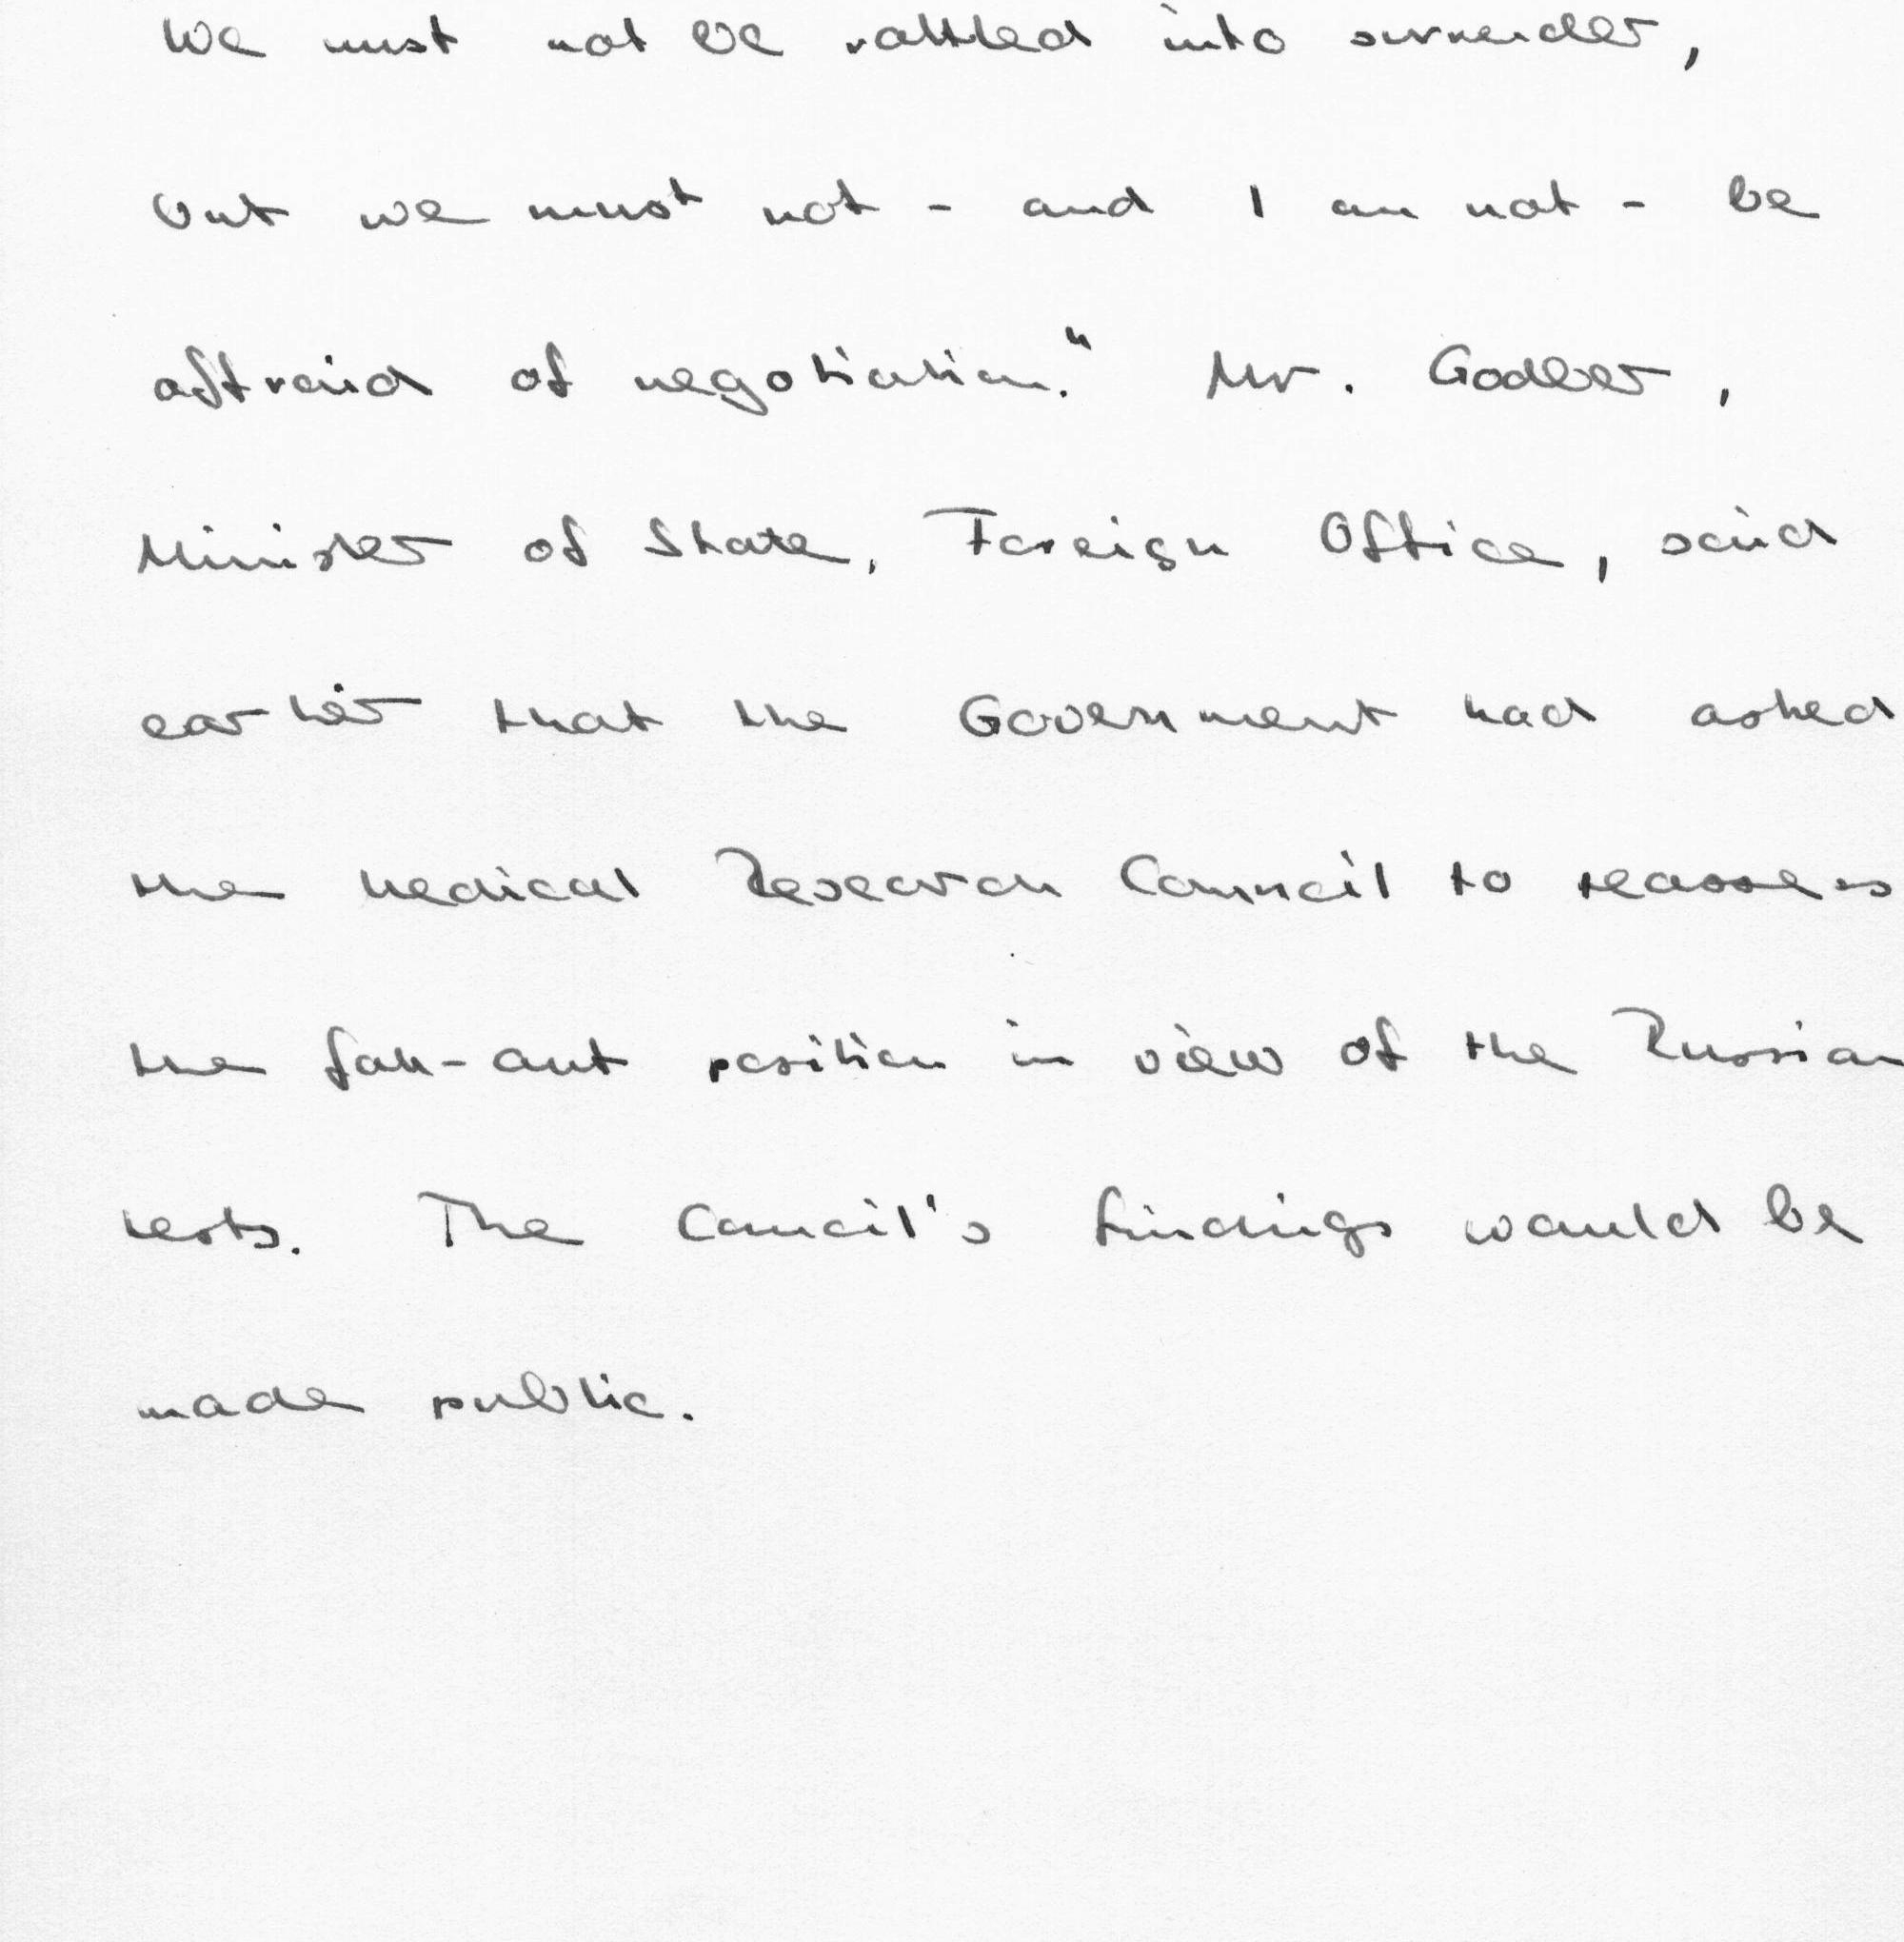 We must not be rattled into surrender,
but we must not - and I am not - be
afraid of negotiation." Mr. Godber,
Minister of State, Foreign Office, said
earlier that the Government had asked
the Medical Research Council to reassess
the fall-out position in view of the Russian
tests. The Council's findings would be
made public.